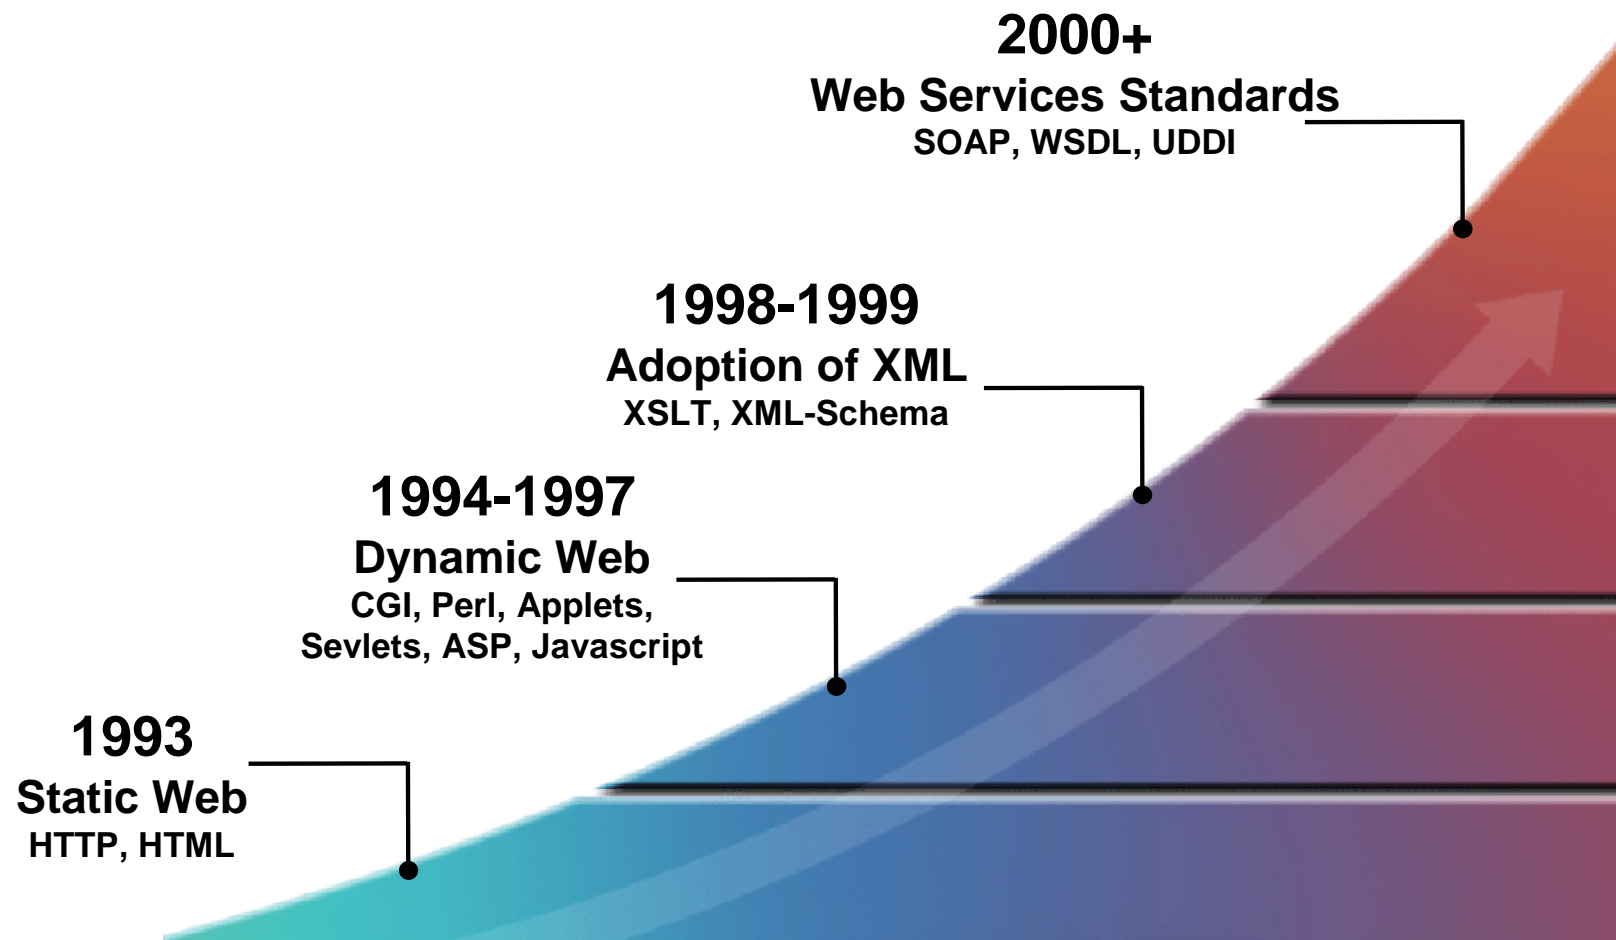 2000+
Web Services Standards
SOAP, WSDL, UDDI
1998-1999
Adoption of XML
XSLT, XML-Schema
1994-1997
Dynamic Web
CGI, Perl, Applets,
Sevlets, ASP, Javascript
1993
Static Web
HTTP, HTML